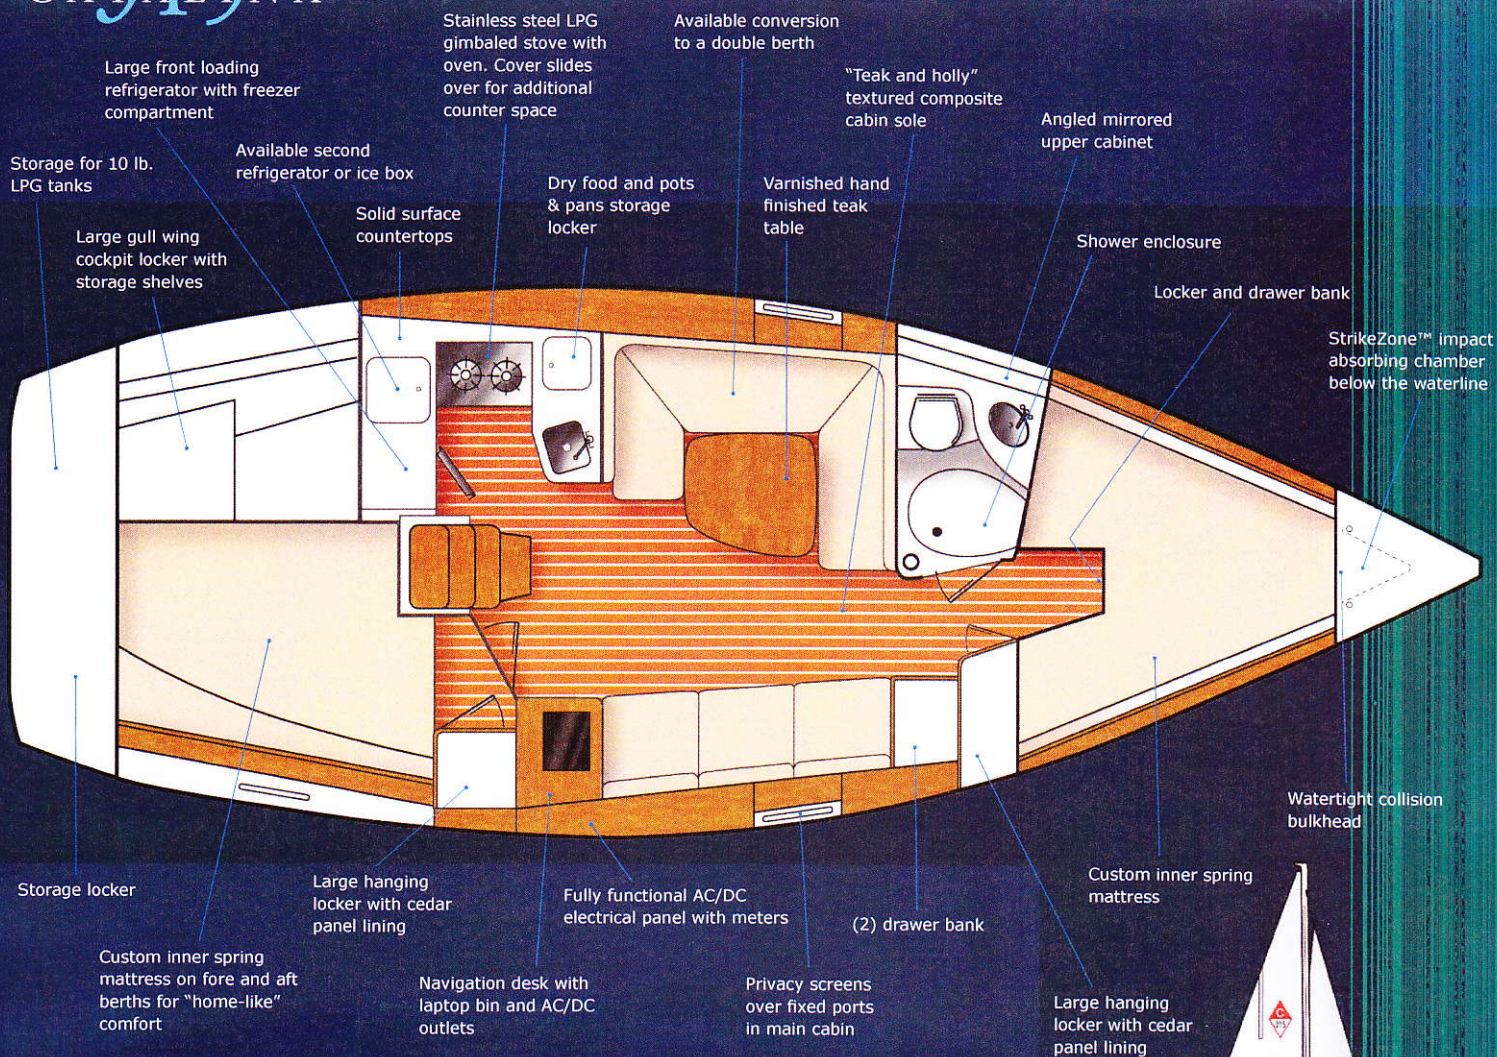 CATALINA
Stainless steel LPG
gimbaled stove with
oven. Cover slides
over for additional
counter space
Available conversion
to a double berth
Large front loading
refrigerator with freezer
compartment
"Teak and holly"
textured composite
cabin sole
Angled mirrored
upper cabinet
Storage for 10 lb.
LPG tanks
Available second
refrigerator or ice box
Dry food and pots
& pans storage
locker
Varnished hand
finished teak
table
Solid surface
countertops
Large gull wing
cockpit locker with
storage shelves
Shower enclosure
Locker and drawer bank
StrikeZone™ impact
absorbing chamber
below the waterline
Watertight collision
bulkhead
Storage locker
Large hanging
locker with cedar
panel lining
Fully functional AC/DC
electrical panel with meters
(2) drawer bank
Custom inner spring
mattress
Custom inner spring
mattress on fore and aft
berths for "home-like"
comfort
Navigation desk with
laptop bin and AC/DC
outlets
Privacy screens
over fixed ports
in main cabin
Large hanging
locker with cedar
panel lining
C
315